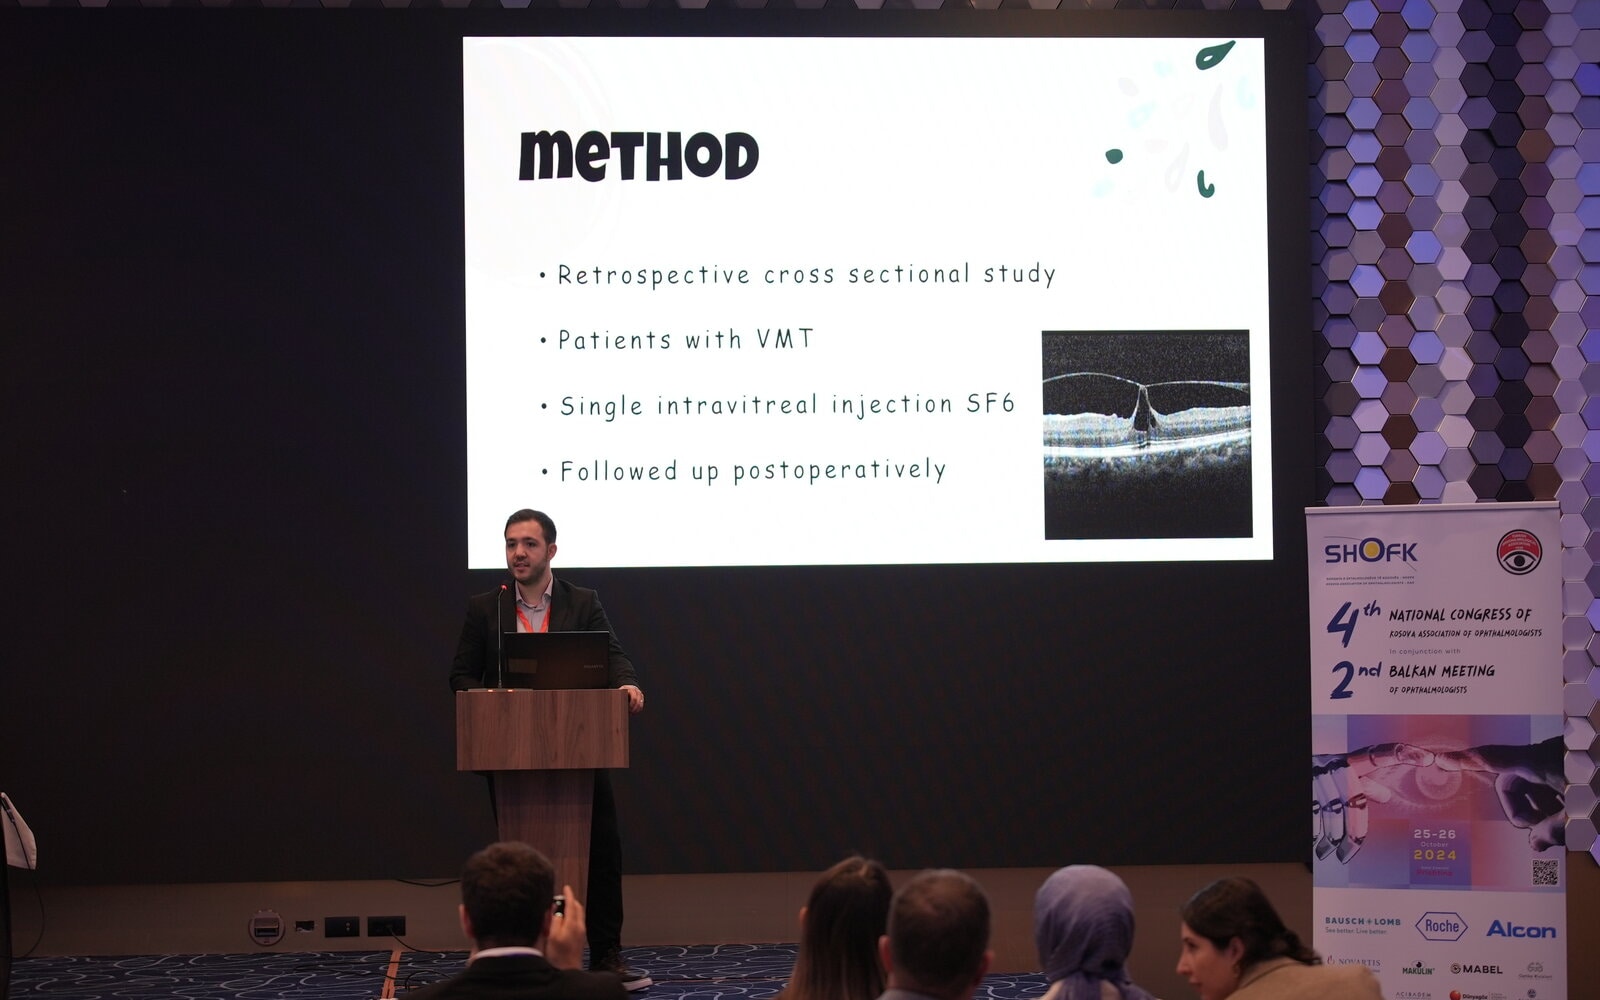 meTHOD
• Retrospective cross sectional study
• Patients with VMT
• Single intravitreal injection SF6
• Followed up postoperatively
SHOFK
4th NATIONAL CONGRESS OF
KOSOVA ASSOCIATION OF OPHTHALMOLOGISTS
In conjunction with
2nd BALKAN MEETING
OF OPHTHALMOLOGISTS
25-26
October
2024
BAUSCH + LOMB
See better. Live better.
Roche
Alcon
NOVARTIS
MAKULIN
MABEL
ACIBADEM
Dünyagöz